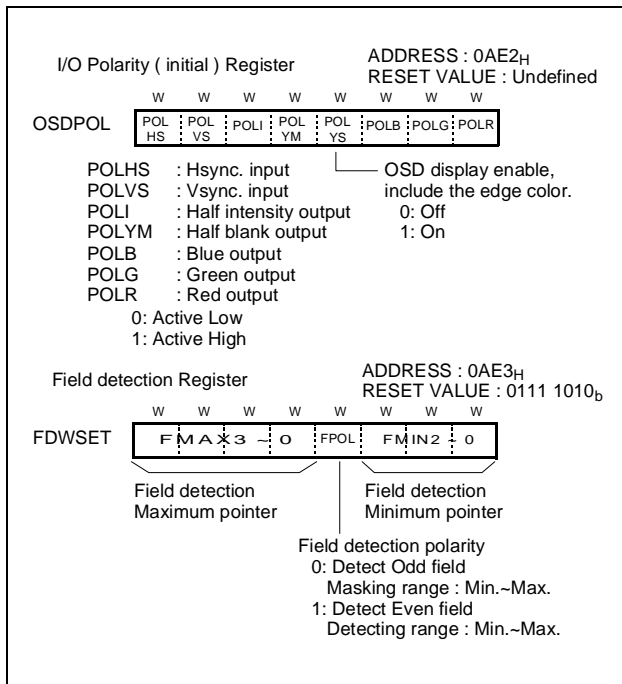 I/O Polarity ( initial ) Register
ADDRESS : 0AE2H
RESET VALUE : Undefined
W W W W W W W W
OSDPOL
POL HS
POL VS
POLI
POL YM
POL YS
POLB
POLG
POLR
POLHS : Hsync. input
POLVS : Vsync. input
POLI : Half intensity output
POLYM : Half blank output
POLB : Blue output
POLG : Green output
POLR : Red output
0: Active Low
1: Active High
OSD display enable,
include the edge color.
0: Off
1: On
Field detection Register
ADDRESS : 0AE3H
RESET VALUE : 0111 1010b
W W W W W W W W
FDWSET
FMAX3 ~ 0
FPOL
FMIN2 ~ 0
Field detection
Maximum pointer
Field detection
Minimum pointer
Field detection polarity
0: Detect Odd field
Masking range : Min.~Max.
1: Detect Even field
Detecting range : Min.~Max.